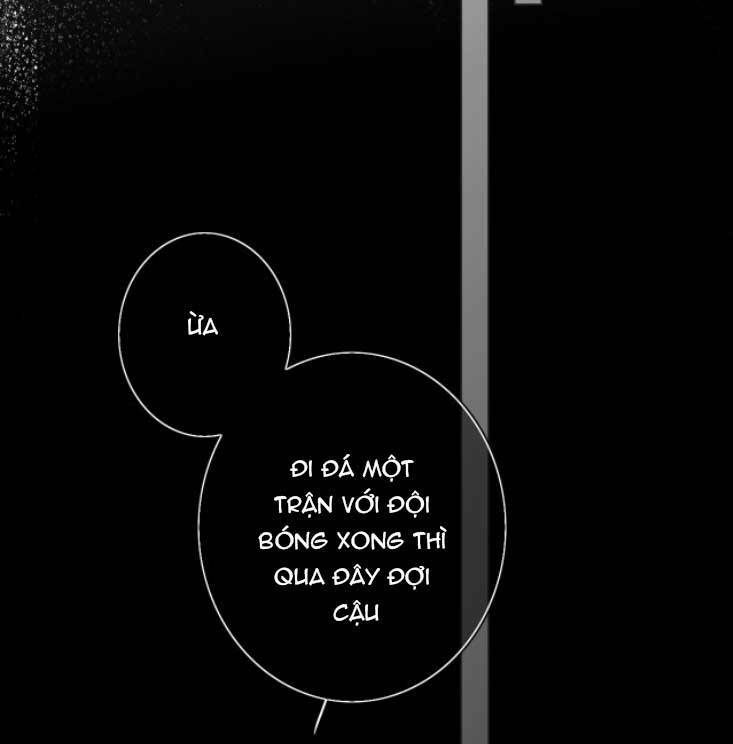 ỪA
ĐI ĐÁ MỘT
TRẬN VỚI ĐỘI
BÓNG XONG THÌ
QUA ĐÂY ĐỢI
CẬU